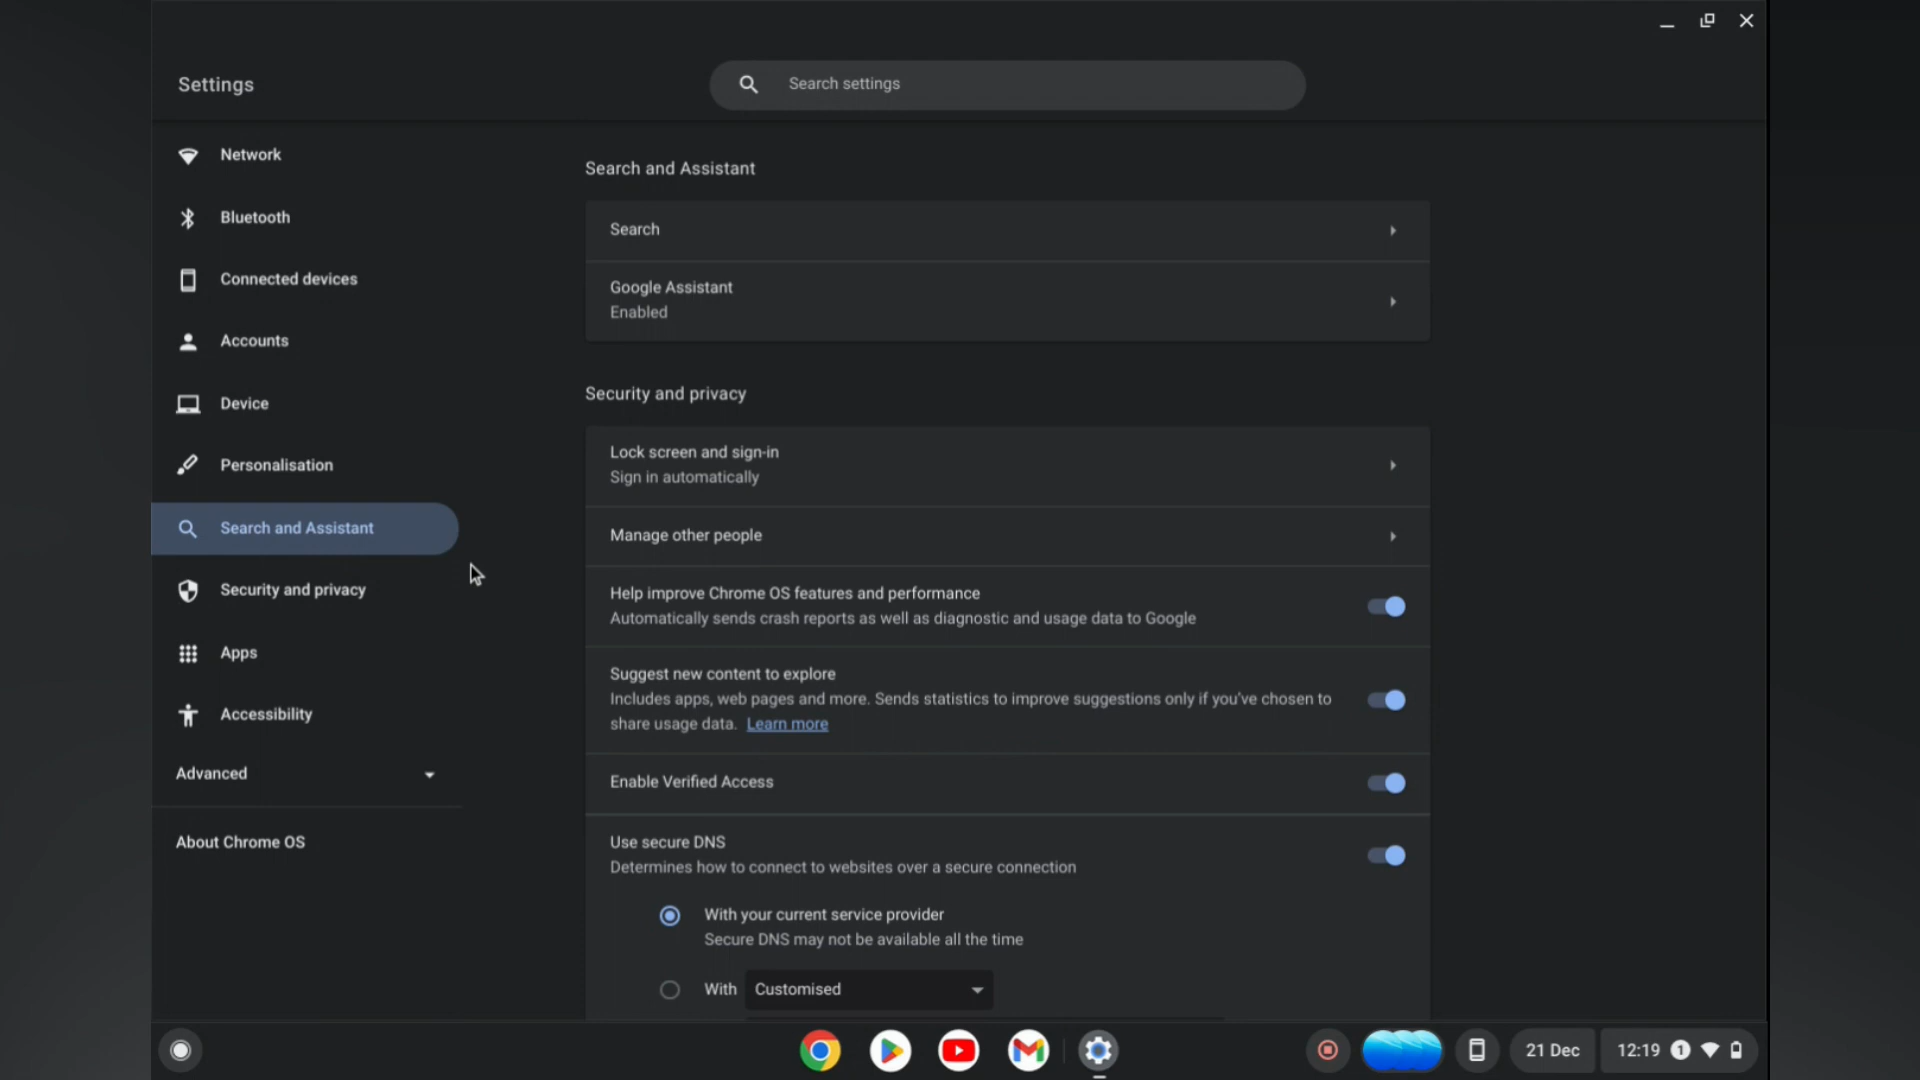 Settings
Search settings
Network
Bluetooth
Connected devices
Accounts
Device
Personalisation
Search and Assistant
Security and privacy
Apps
Accessibility
Advanced
About Chrome OS
Search and Assistant
Search
Google Assistant
Enabled
Security and privacy
Lock screen and sign-in
Sign in automatically
Manage other people
Help improve Chrome OS features and performance
Automatically sends crash reports as well as diagnostic and usage data to Google
Suggest new content to explore
Includes apps, web pages and more. Sends statistics to improve suggestions only if you've chosen to
share usage data. Learn more
Enable Verified Access
Use secure DNS
Determines how to connect to websites over a secure connection
With your current service provider
Secure DNS may not be available all the time
With Customised
21 Dec
12:19 1